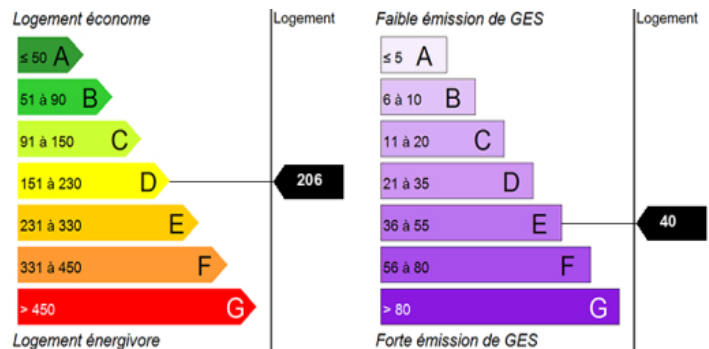 Logement économe
Logement
≤ 50 A
51 à 90 B
91 à 150 C
151 à 230 D
206
231 à 330 E
331 à 450 F
> 450 G
Logement énergivore
Faible émission de GES
Logement
≤ 5 A
6 à 10 B
11 à 20 C
21 à 35 D
36 à 55 E
40
56 à 80 F
> 80 G
Forte émission de GES